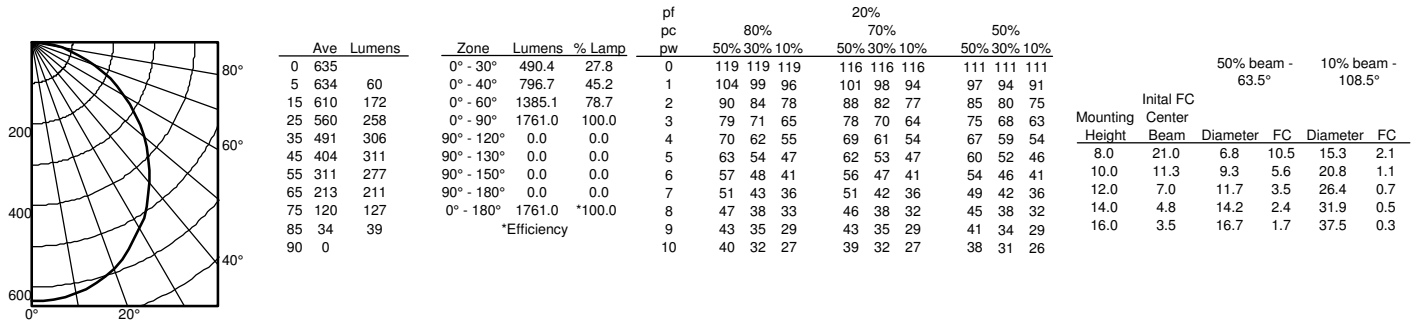 200
400
600
0°
20°
40°
60°
80°
Ave Lumens
0 635
5 634 60
15 610 172
25 560 258
35 491 306
45 404 311
55 311 277
65 213 211
75 120 127
85 34 39
90 0
Zone Lumens % Lamp
0° - 30° 490.4 27.8
0° - 40° 796.7 45.2
0° - 60° 1385.1 78.7
0° - 90° 1761.0 100.0
90° - 120° 0.0 0.0
90° - 130° 0.0 0.0
90° - 150° 0.0 0.0
90° - 180° 0.0 0.0
0° - 180° 1761.0 *100.0
*Efficiency
pf 20%
pc 80% 70% 50%
pw 50% 30% 10% 50% 30% 10% 50% 30% 10%
0 119 119 119 116 116 116 111 111 111
1 104 99 96 101 98 94 97 94 91
2 90 84 78 88 82 77 85 80 75
3 79 71 65 78 70 64 75 68 63
4 70 62 55 69 61 54 67 59 54
5 63 54 47 62 53 47 60 52 46
6 57 48 41 56 47 41 54 46 41
7 51 43 36 51 42 36 49 42 36
8 47 38 33 46 38 32 45 38 32
9 43 35 29 43 35 29 41 34 29
10 40 32 27 39 32 27 38 31 26
50% beam - 10% beam -
63.5° 108.5°
Inital FC
Mounting Center
Height Beam Diameter FC Diameter FC
8.0 21.0 6.8 10.5 15.3 2.1
10.0 11.3 9.3 5.6 20.8 1.1
12.0 7.0 11.7 3.5 26.4 0.7
14.0 4.8 14.2 2.4 31.9 0.5
16.0 3.5 16.7 1.7 37.5 0.3